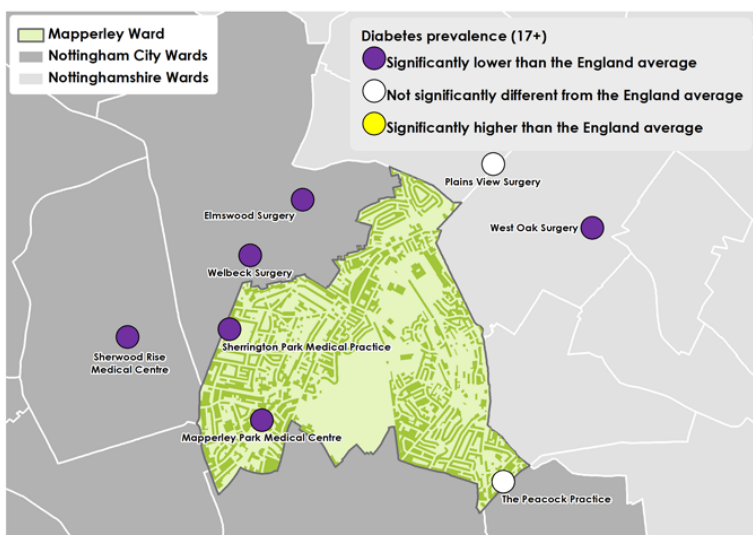 Mapperley Ward
Nottingham City Wards
Nottinghamshire Wards
Diabetes prevalence (17+)
Significantly lower than the England average
Not significantly different from the England average
Significantly higher than the England average
Plains View Surgery
Elmswood Surgery
West Oak Surgery
Welbeck Surgery
Sherrington Park Medical Practice
Sherwood Rise
Medical Centre
Mapperley Park Medical Centre
The Peacock Practice